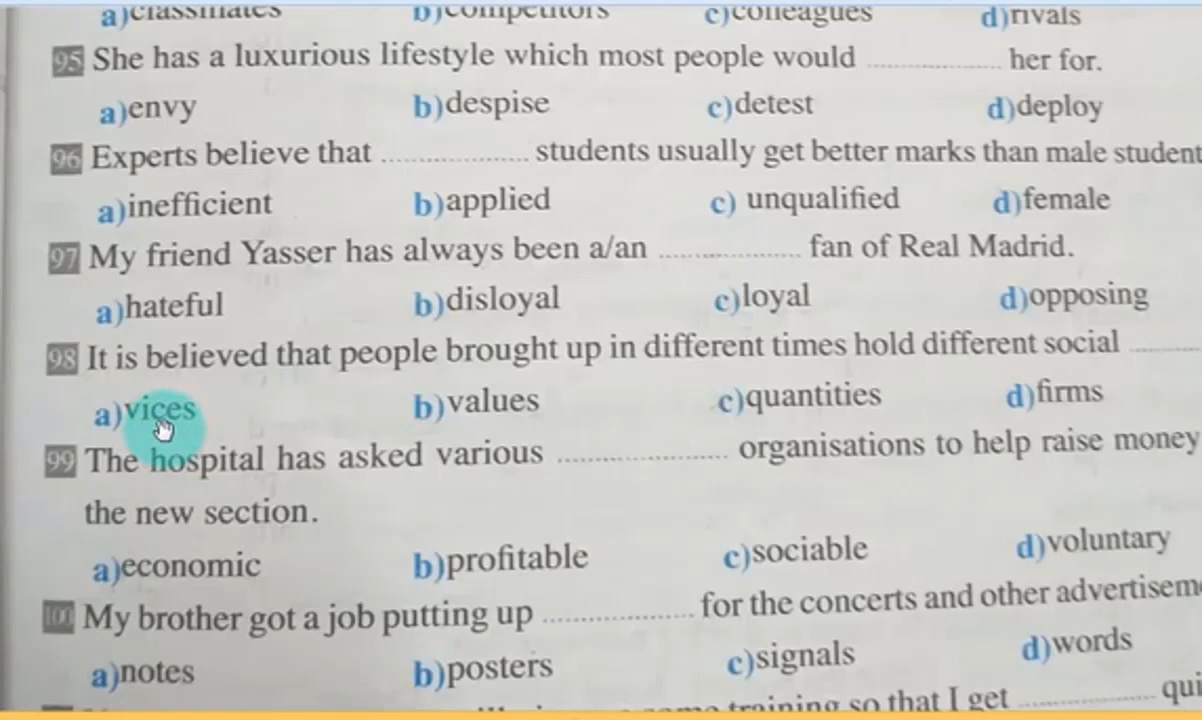 a)classmates b)competitors c)colleagues d)rivals
95 She has a luxurious lifestyle which most people would ................ her for.
a)envy b)despise c)detest d)deploy
96 Experts believe that ................ students usually get better marks than male student
a)inefficient b)applied c) unqualified d)female
97 My friend Yasser has always been a/an ................ fan of Real Madrid.
a)hateful b)disloyal c)loyal d)opposing
98 It is believed that people brought up in different times hold different social ........
a)vices b)values c)quantities d)firms
99 The hospital has asked various ................ organisations to help raise money
the new section.
a)economic b)profitable c)sociable d)voluntary
100 My brother got a job putting up ................ for the concerts and other advertisem
a)notes b)posters c)signals d)words
training so that I get ................ qui